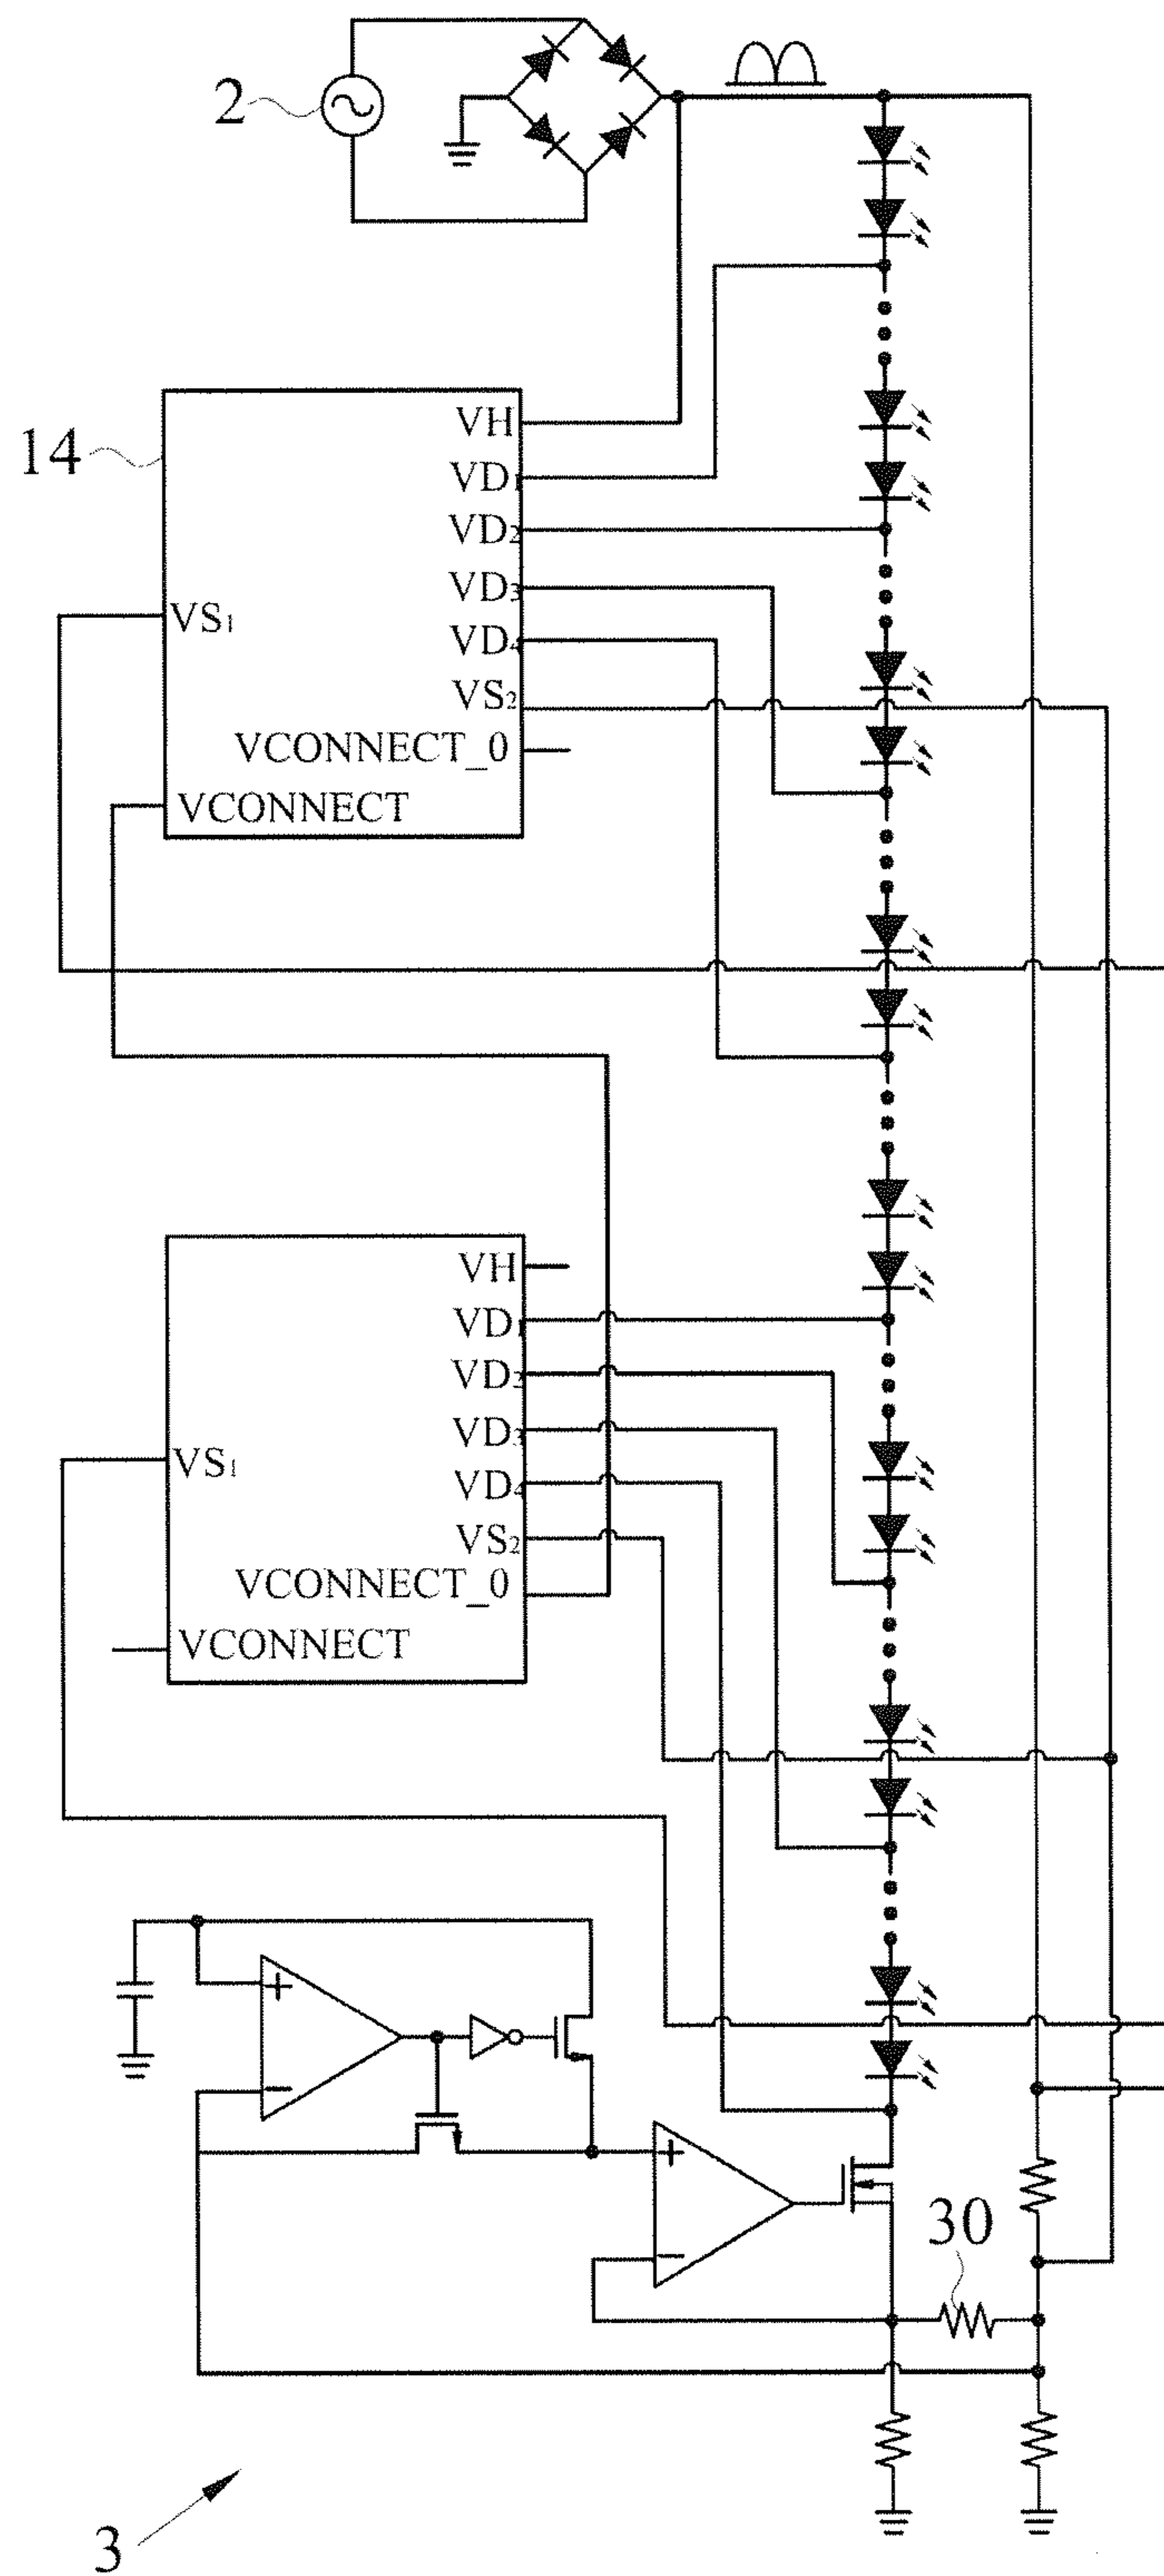 2
14
VH
VD₁
VD₂
VD₃
VD₄
VS₁
VS₂
VCONNECT_0
VCONNECT
VH
VD₁
VD₂
VD₃
VD₄
VS₁
VS₂
VCONNECT_0
VCONNECT
+
−
+
−
30
3